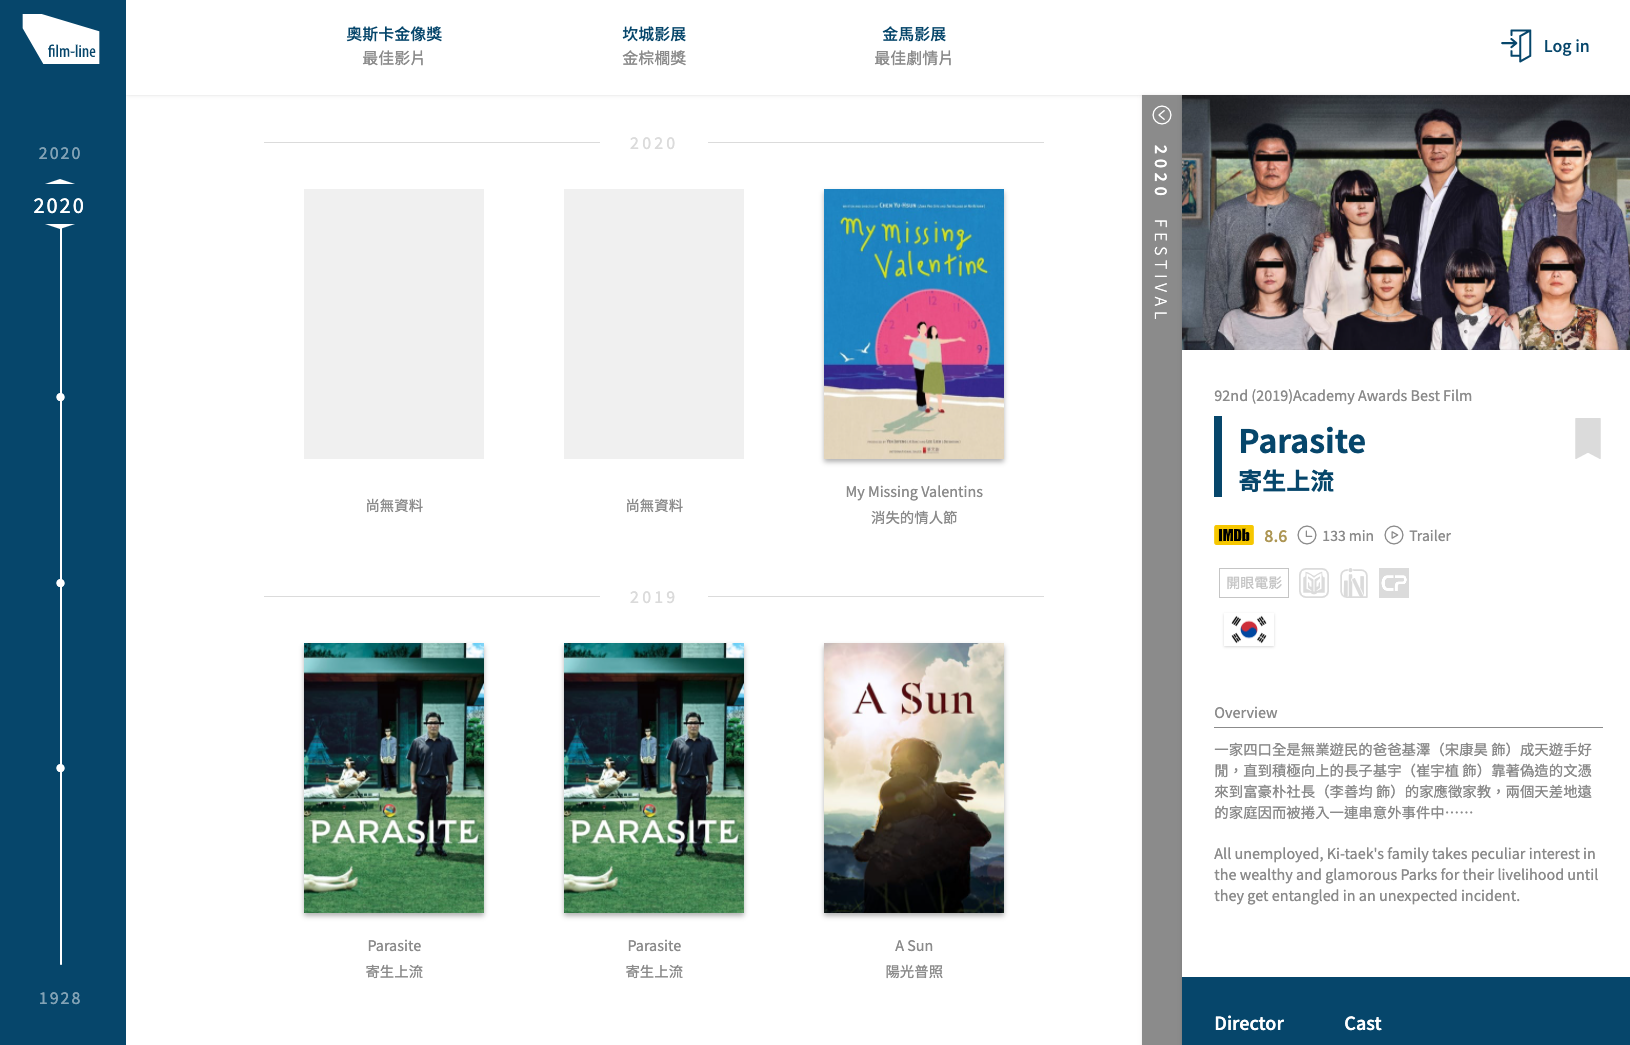 film-line
奧斯卡金像獎
最佳影片
坎城影展
金棕櫚獎
金馬影展
最佳劇情片
Log in
2020
2020
1928
2020
My missing
Valentine
尚無資料
尚無資料
My Missing Valentins
消失的情人節
2019
PARASITE
PARASITE
A Sun
Parasite
寄生上流
Parasite
寄生上流
A Sun
陽光普照
2020 FESTIVAL
92nd (2019)Academy Awards Best Film
Parasite
寄生上流
IMDb 8.6 133 min Trailer
開眼電影 iN CP
Overview
一家四口全是無業遊民的爸爸基澤（宋康昊 飾）成天遊手好
閒，直到積極向上的長子基宇（崔宇植 飾）靠著偽造的文憑
來到富豪朴社長（李善均 飾）的家應徵家教，兩個天差地遠
的家庭因而被捲入一連串意外事件中⋯⋯
All unemployed, Ki-taek's family takes peculiar interest in
the wealthy and glamorous Parks for their livelihood until
they get entangled in an unexpected incident.
Director Cast